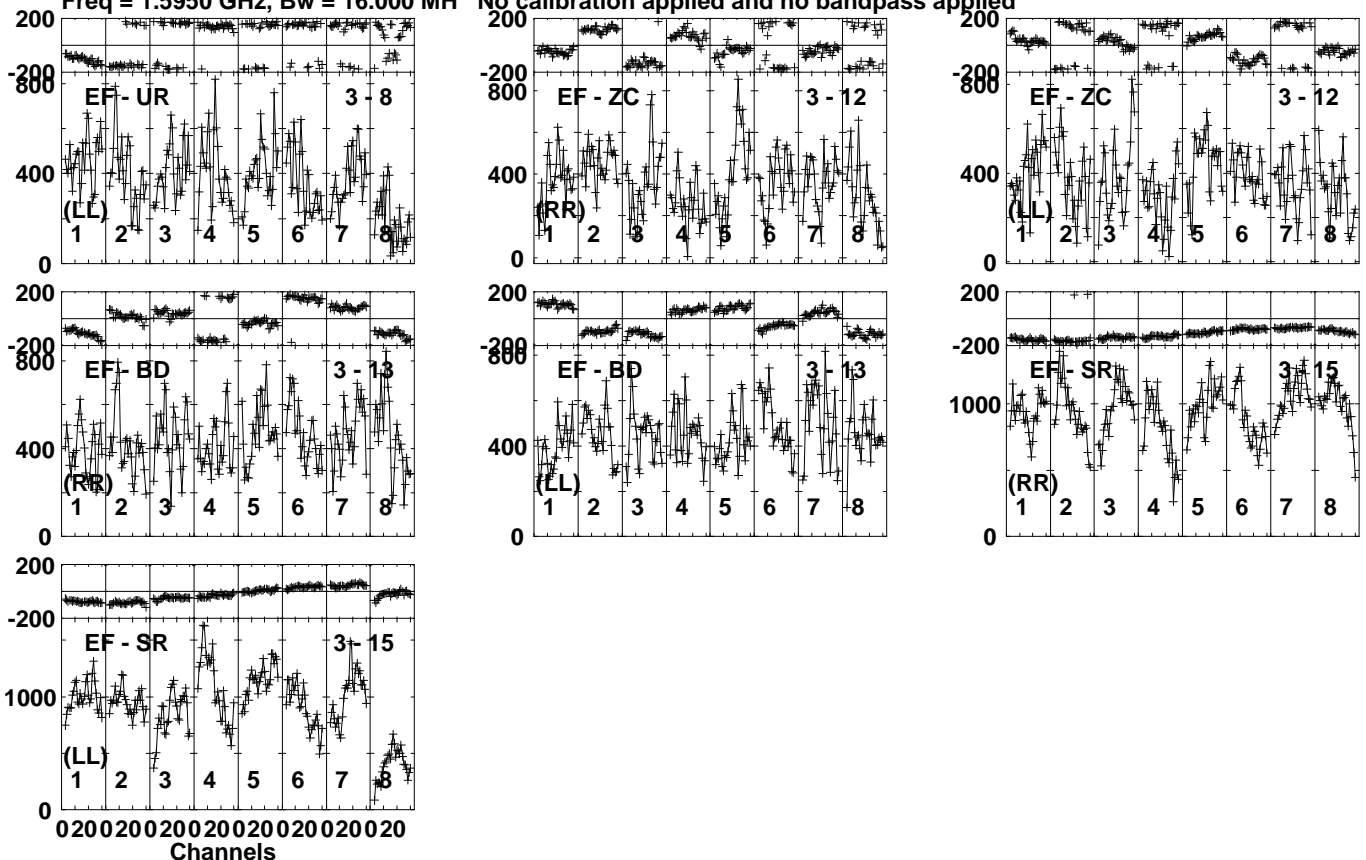 Freq = 1.5950 GHz, Bw = 16.000 MH No calibration applied and no bandpass applied
200
-200
800
400
0
EF - UR 3 - 8
(LL)
1 2 3 4 5 6 7 8
200
-200
800
400
0
EF - ZC 3 - 12
(RR)
1 2 3 4 5 6 7 8
200
-200
800
400
0
EF - ZC 3 - 12
(LL)
1 2 3 4 5 6 7 8
200
-200
800
400
0
EF - BD 3 - 13
(RR)
1 2 3 4 5 6 7 8
200
-200
800
400
0
EF - BD 3 - 13
(LL)
1 2 3 4 5 6 7 8
200
-200
1000
0
EF - SR 3 - 15
(RR)
1 2 3 4 5 6 7 8
200
-200
1000
0
EF - SR 3 - 15
(LL)
1 2 3 4 5 6 7 8
0 20 0 20 0 20 0 20 0 20 0 20 0 20 0 20
Channels